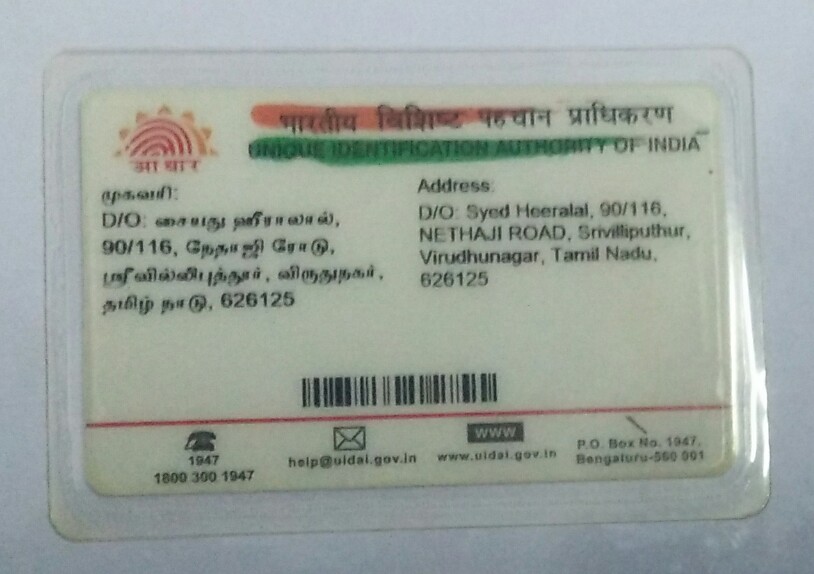 भारतीय विशिष्ट पहचान प्राधिकरण
UNIQUE IDENTIFICATION AUTHORITY OF INDIA
आधार
முகவரி:
D/O: சையது ஹீராலால்,
90/116, நேதாஜி ரோடு,
ஸ்ரீவில்லிபுத்தூர், விருதுநகர்,
தமிழ் நாடு, 626125
Address:
D/O: Syed Heeralal, 90/116,
NETHAJI ROAD, Srivilliputhur,
Virudhunagar, Tamil Nadu,
626125
1947
1800 300 1947
help@uidai.gov.in
www
www.uidai.gov.in
P.O. Box No. 1947,
Bengaluru-560 001